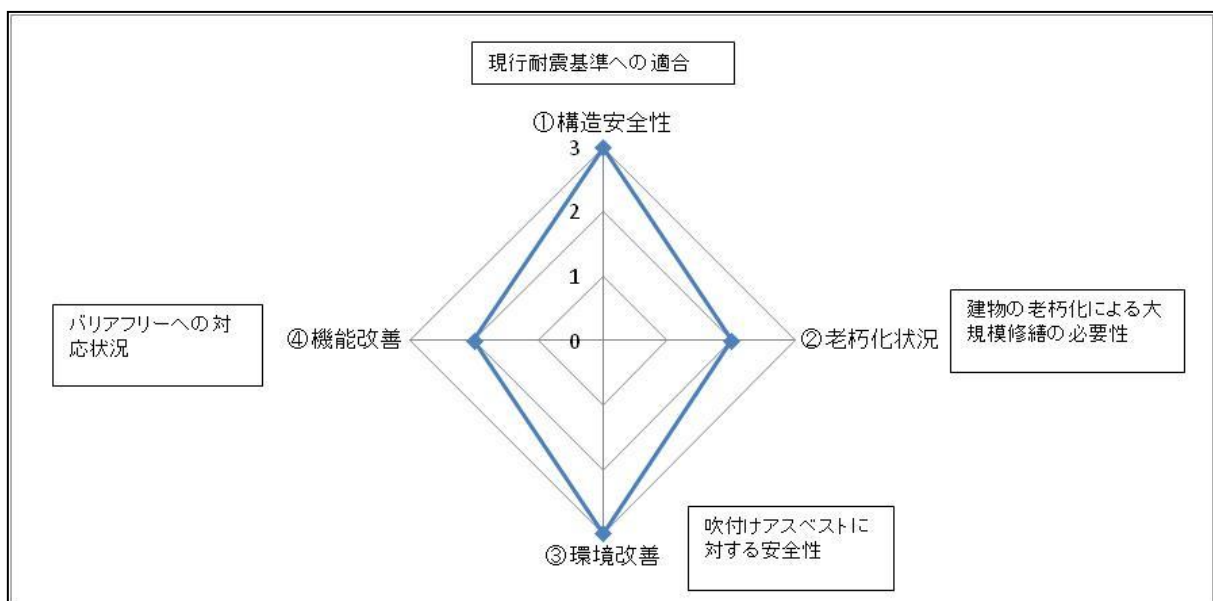 現行耐震基準への適合
①構造安全性
3
2
1
0
バリアフリーへの対
応状況
④機能改善
②老朽化状況
建物の老朽化による大
規模修繕の必要性
③環境改善
吹付けアスベストに
対する安全性